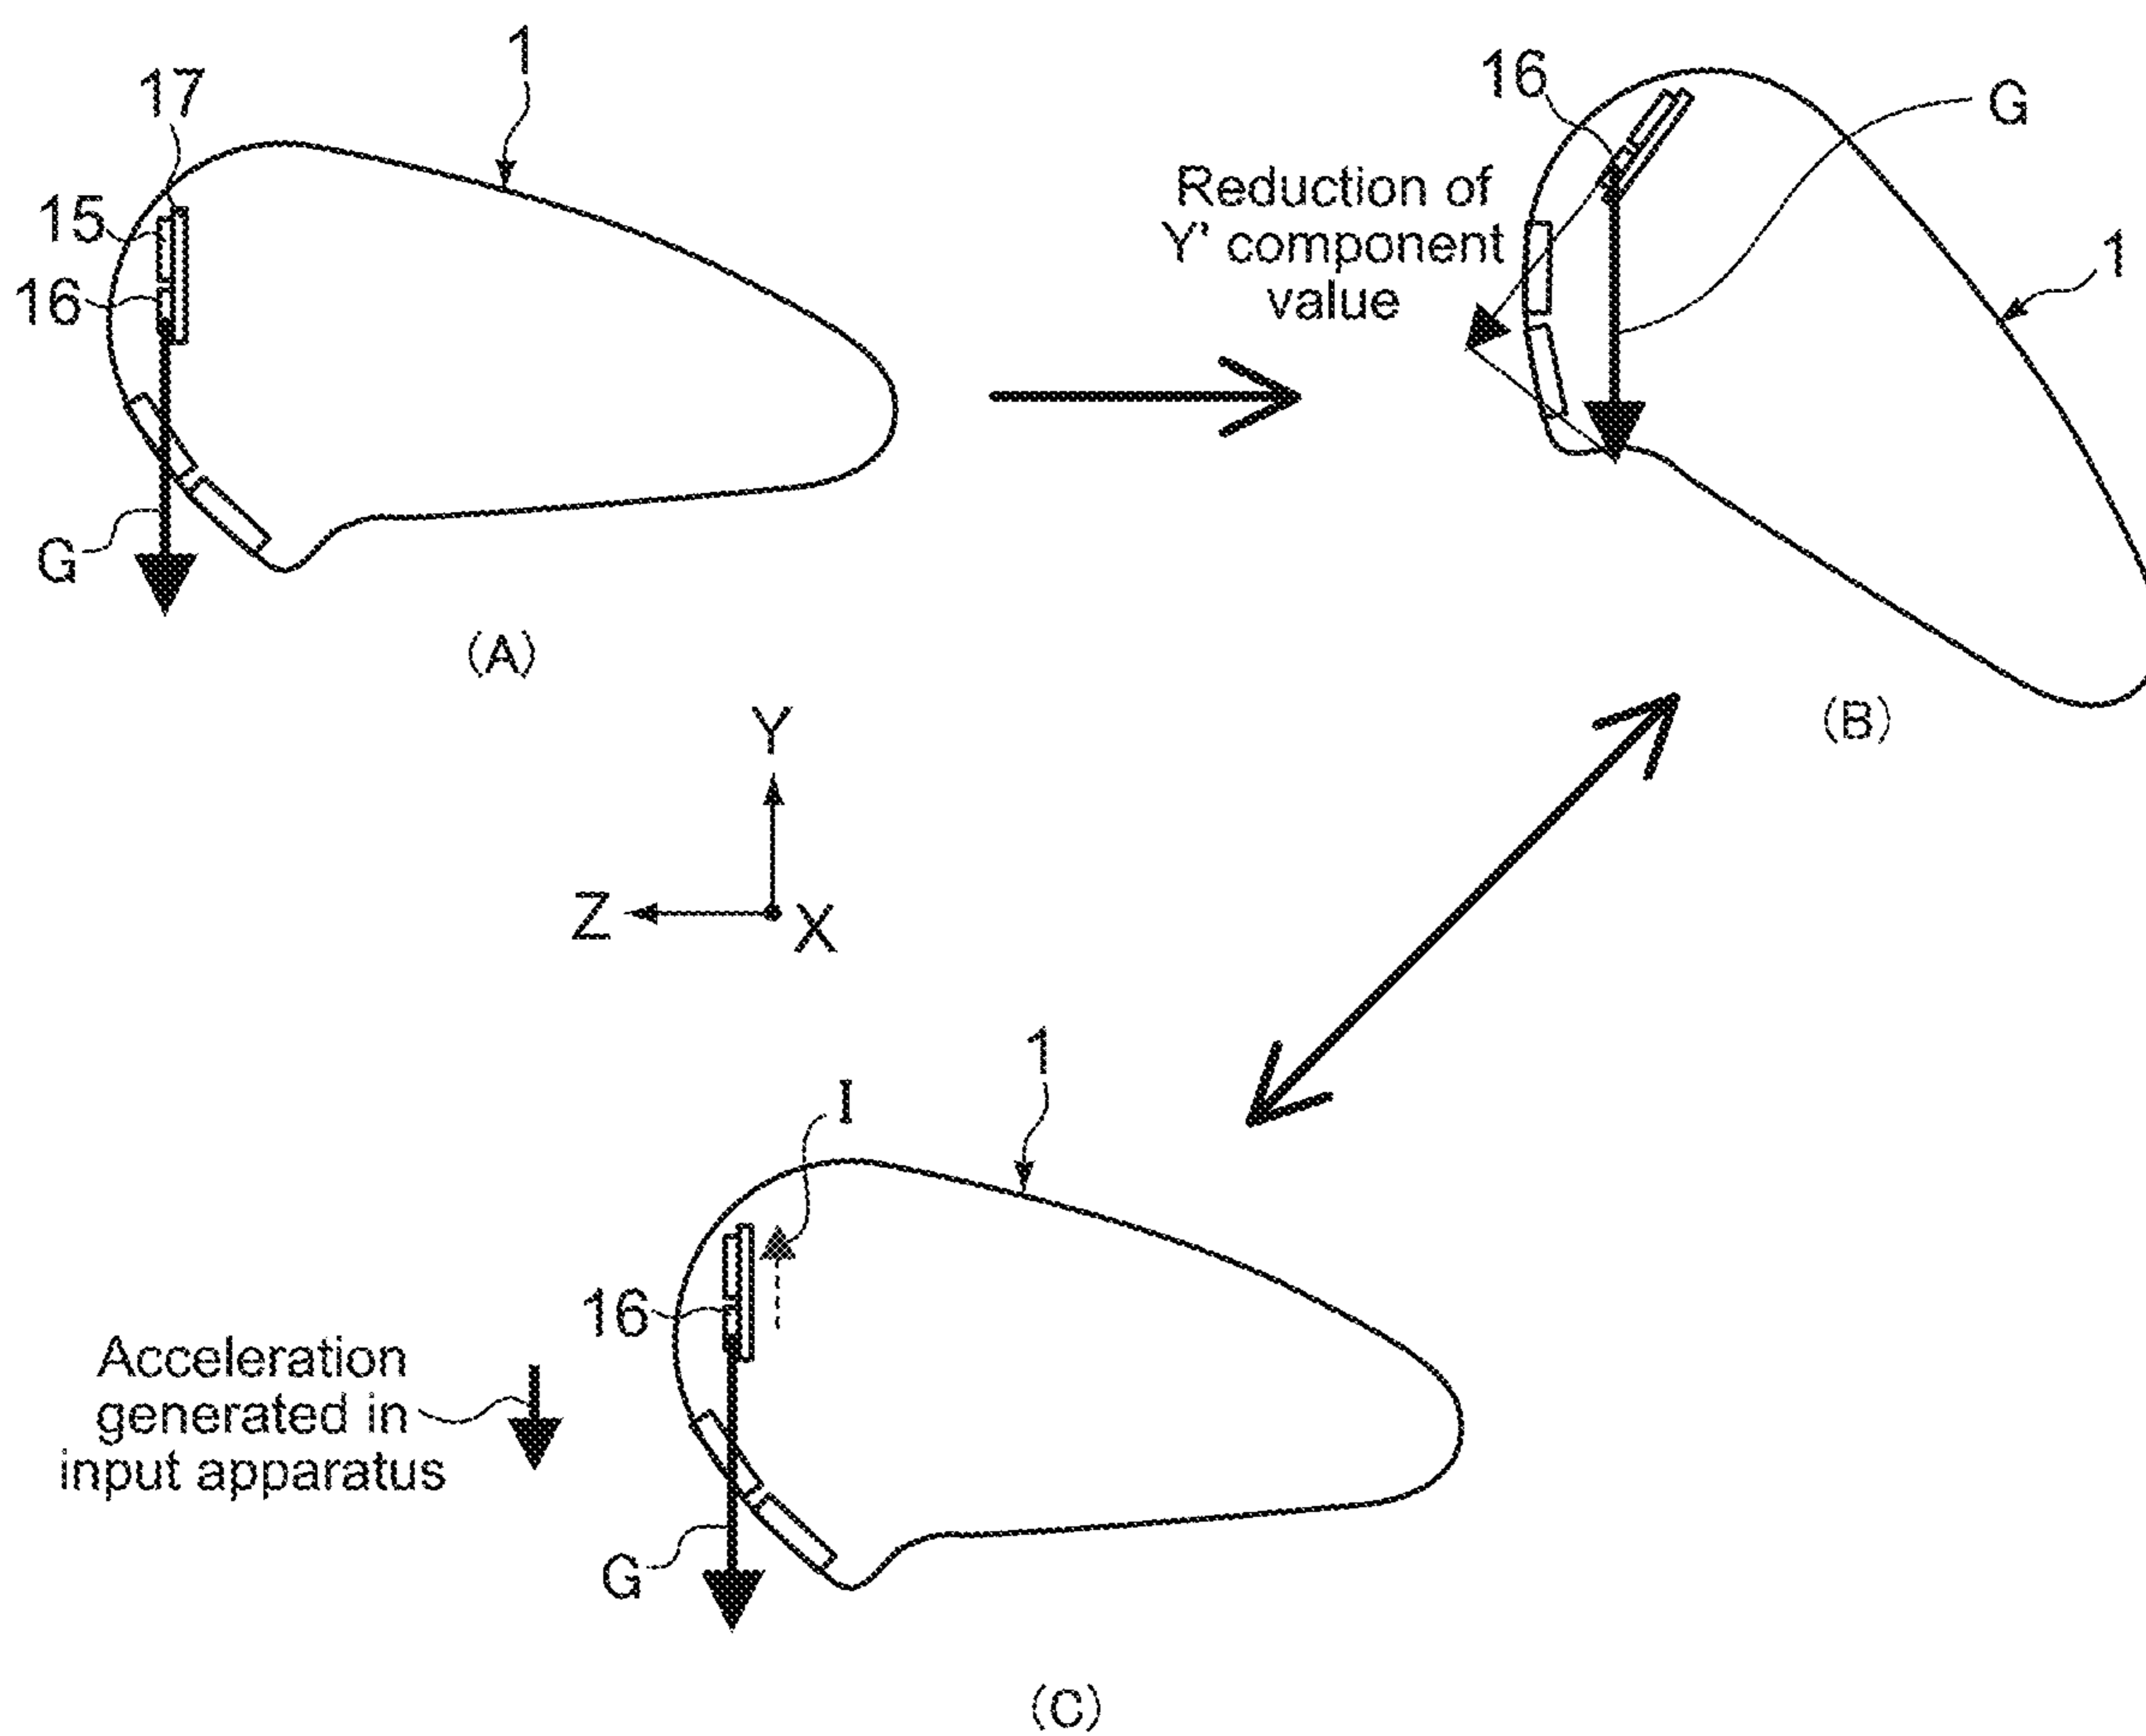 1
17
15
16
G
(A)
16
G
Reduction of
Y' component
value
1
(B)
Y
Z
X
1
I
16
Acceleration
generated in
input apparatus
G
(C)